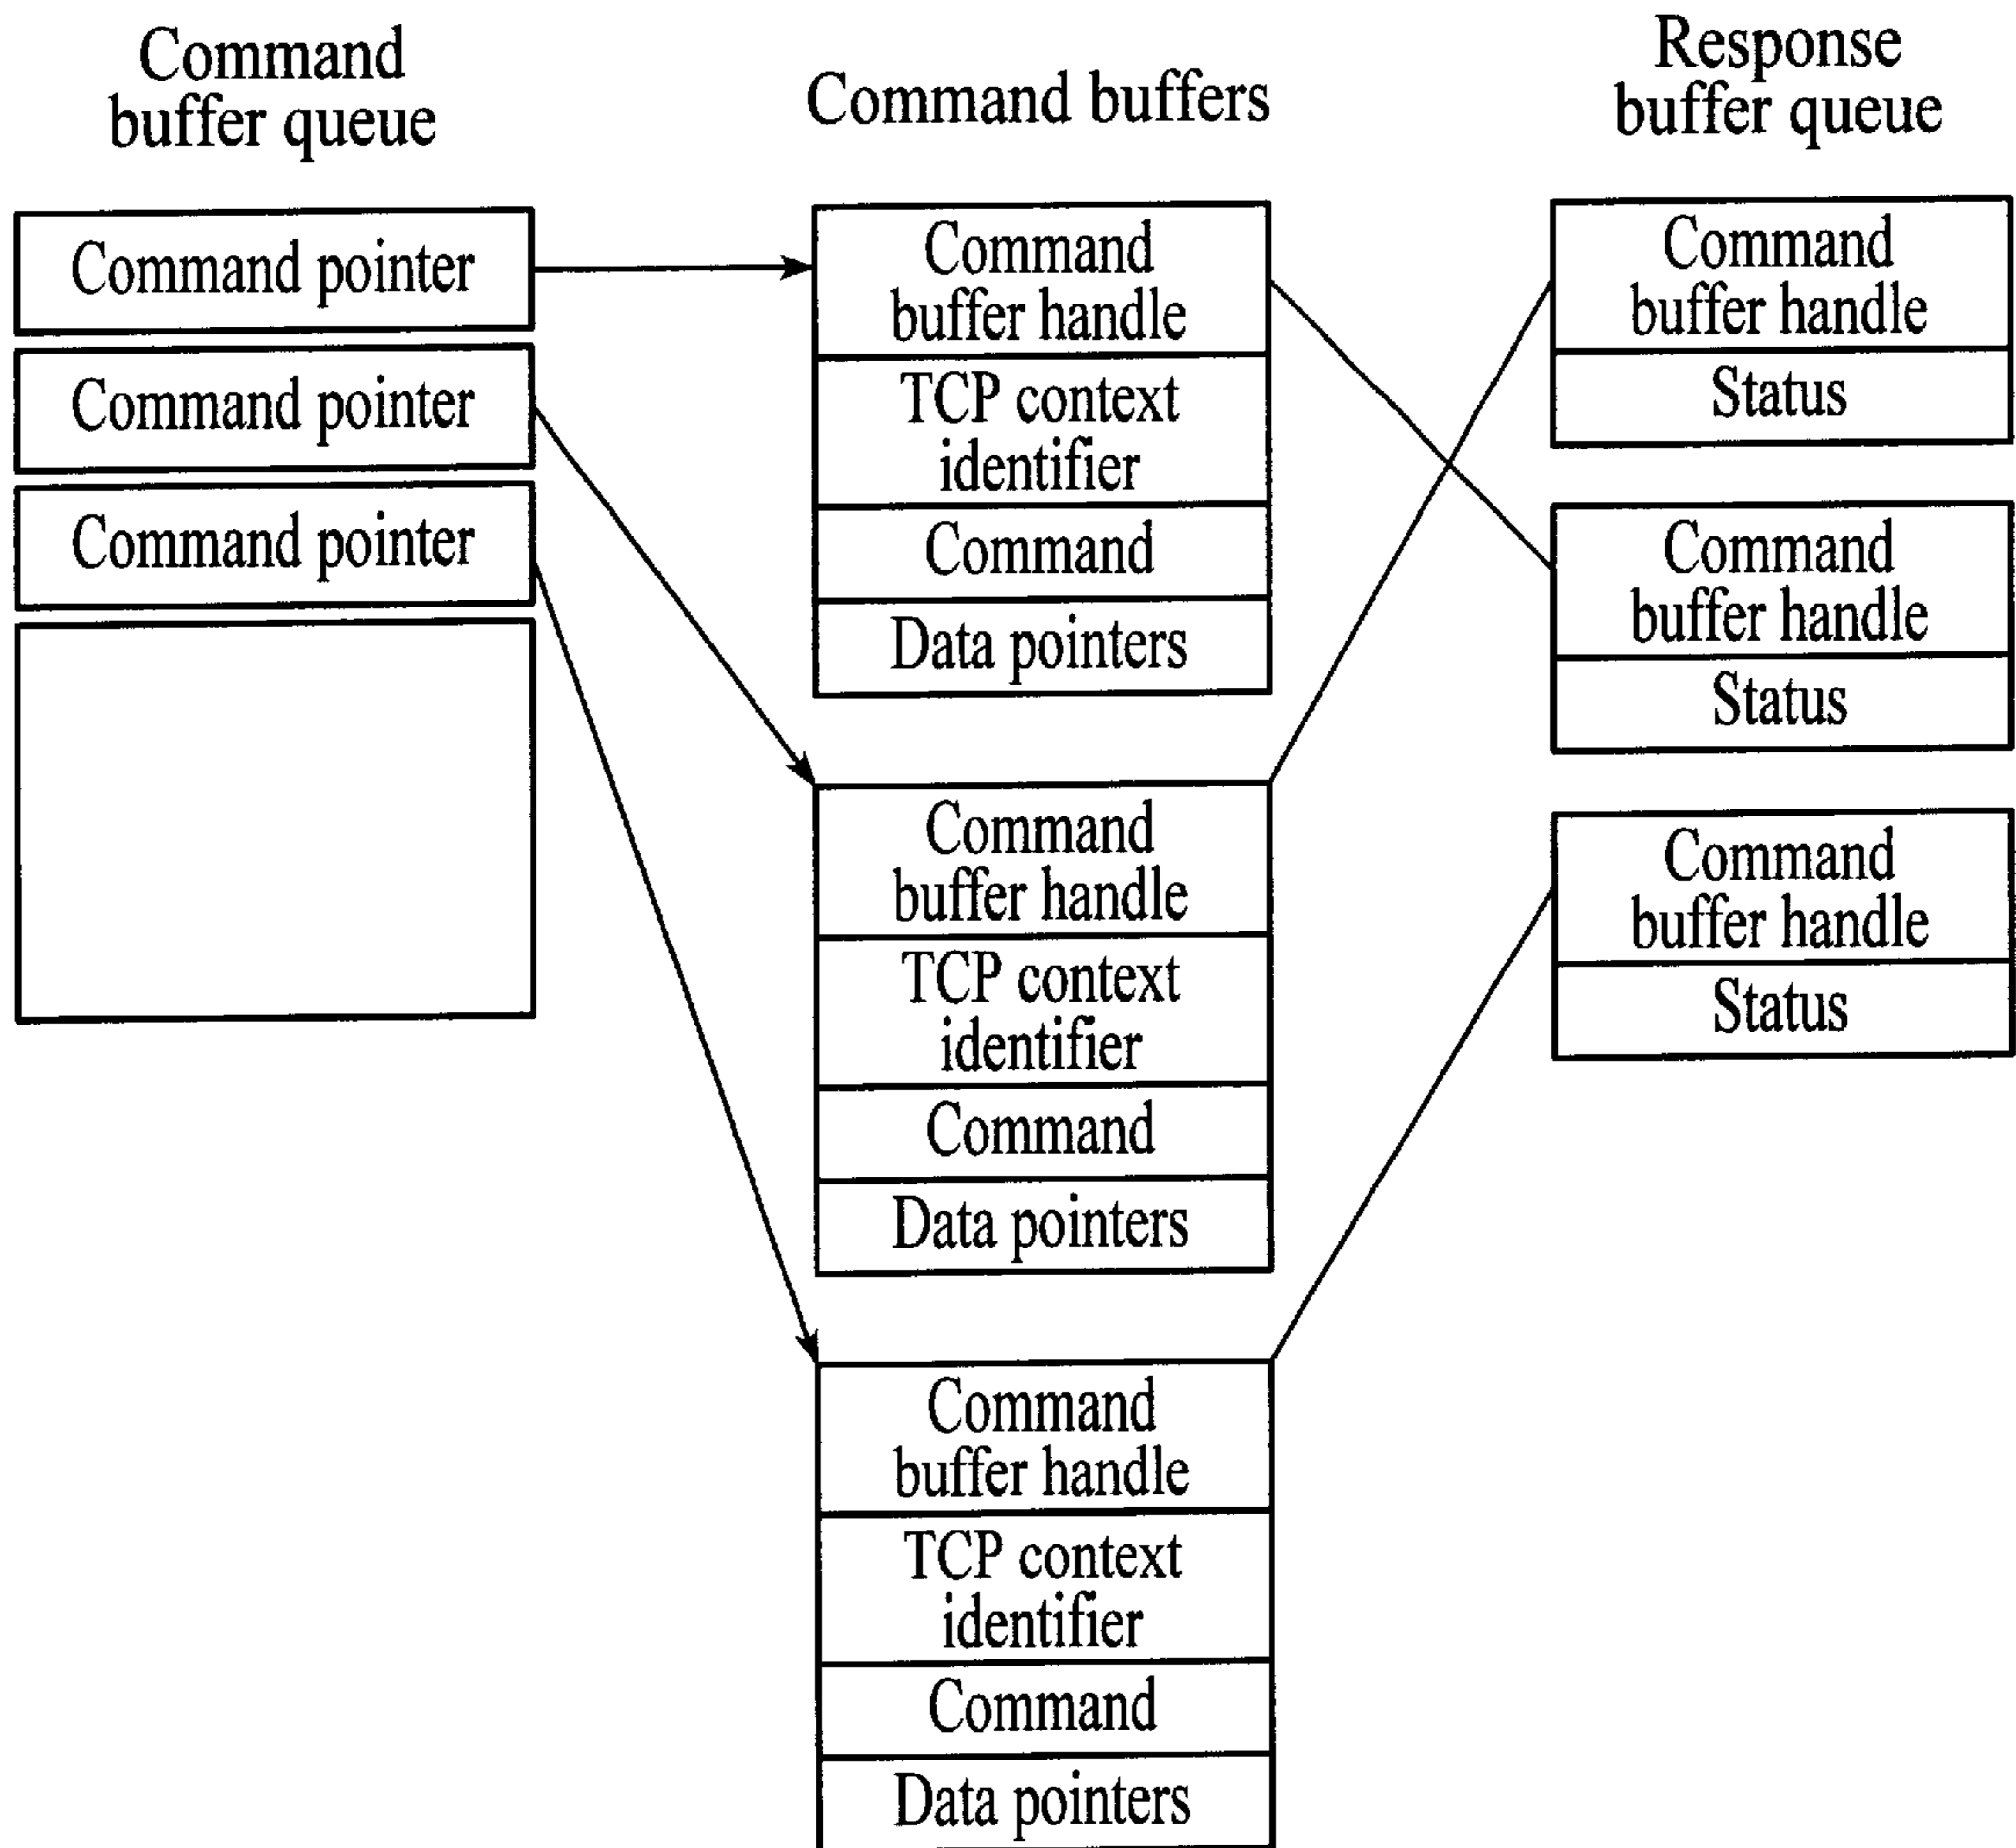 Command
buffer queue
Command pointer
Command pointer
Command pointer
Command buffers
Command
buffer handle
TCP context
identifier
Command
Data pointers
Command
buffer handle
TCP context
identifier
Command
Data pointers
Command
buffer handle
TCP context
identifier
Command
Data pointers
Response
buffer queue
Command
buffer handle
Status
Command
buffer handle
Status
Command
buffer handle
Status